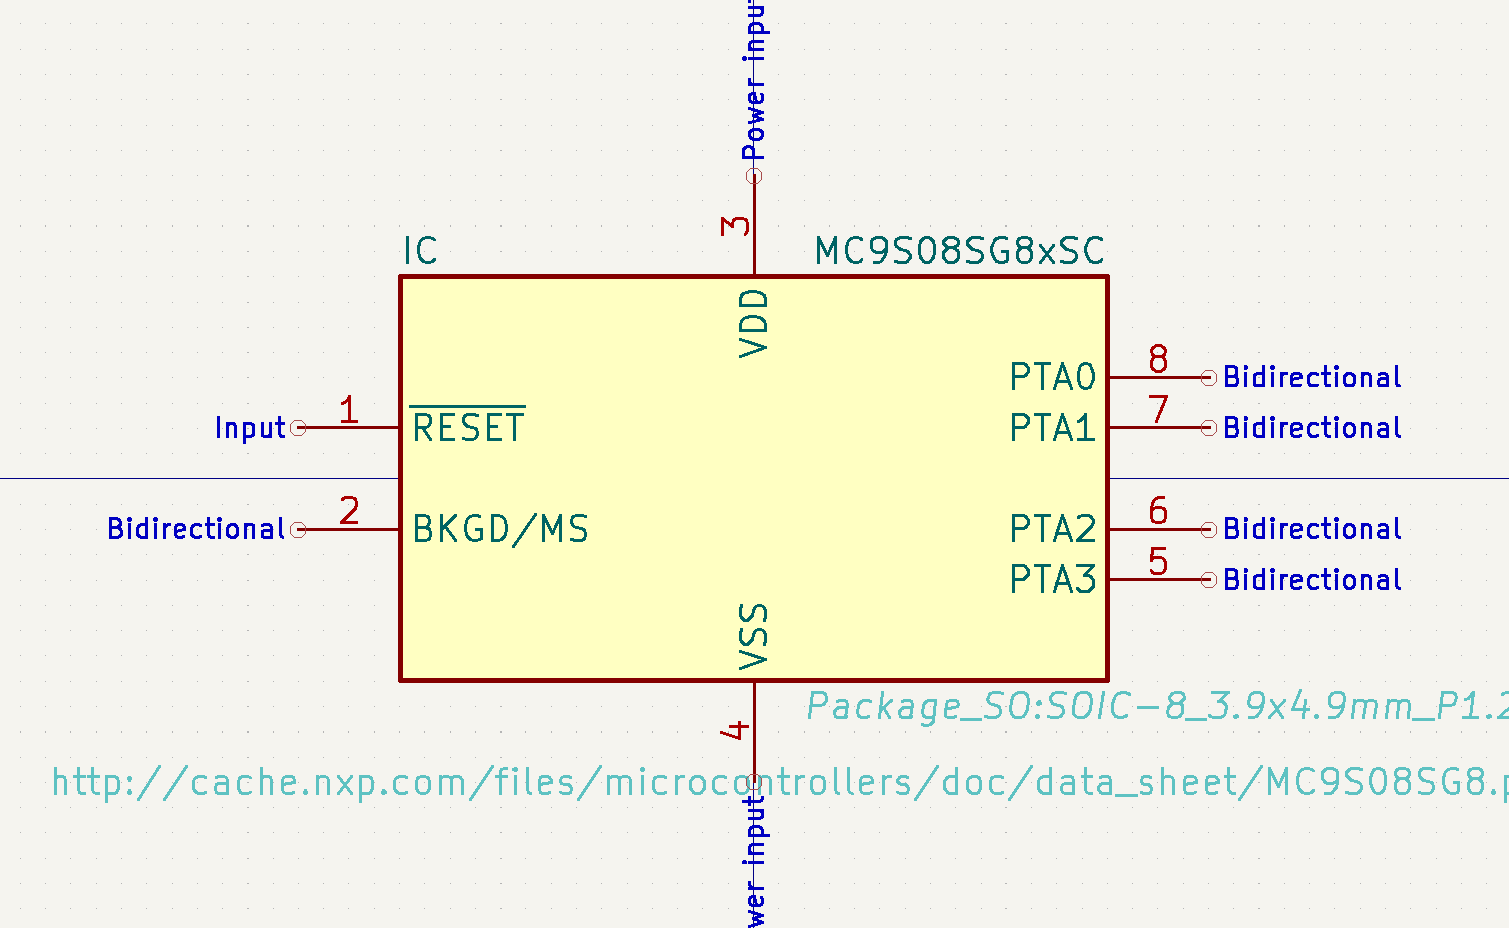 Power input
3
IC
MC9S08SG8xSC
VDD
PTA0
8
Bidirectional
Input
1
RESET
PTA1
7
Bidirectional
Bidirectional
2
BKGD/MS
PTA2
6
Bidirectional
PTA3
5
Bidirectional
VSS
Package_SO:SOIC-8_3.9x4.9mm_P1.2
4
http://cache.nxp.com/files/microcontrollers/doc/data_sheet/MC9S08SG8.p
wer input